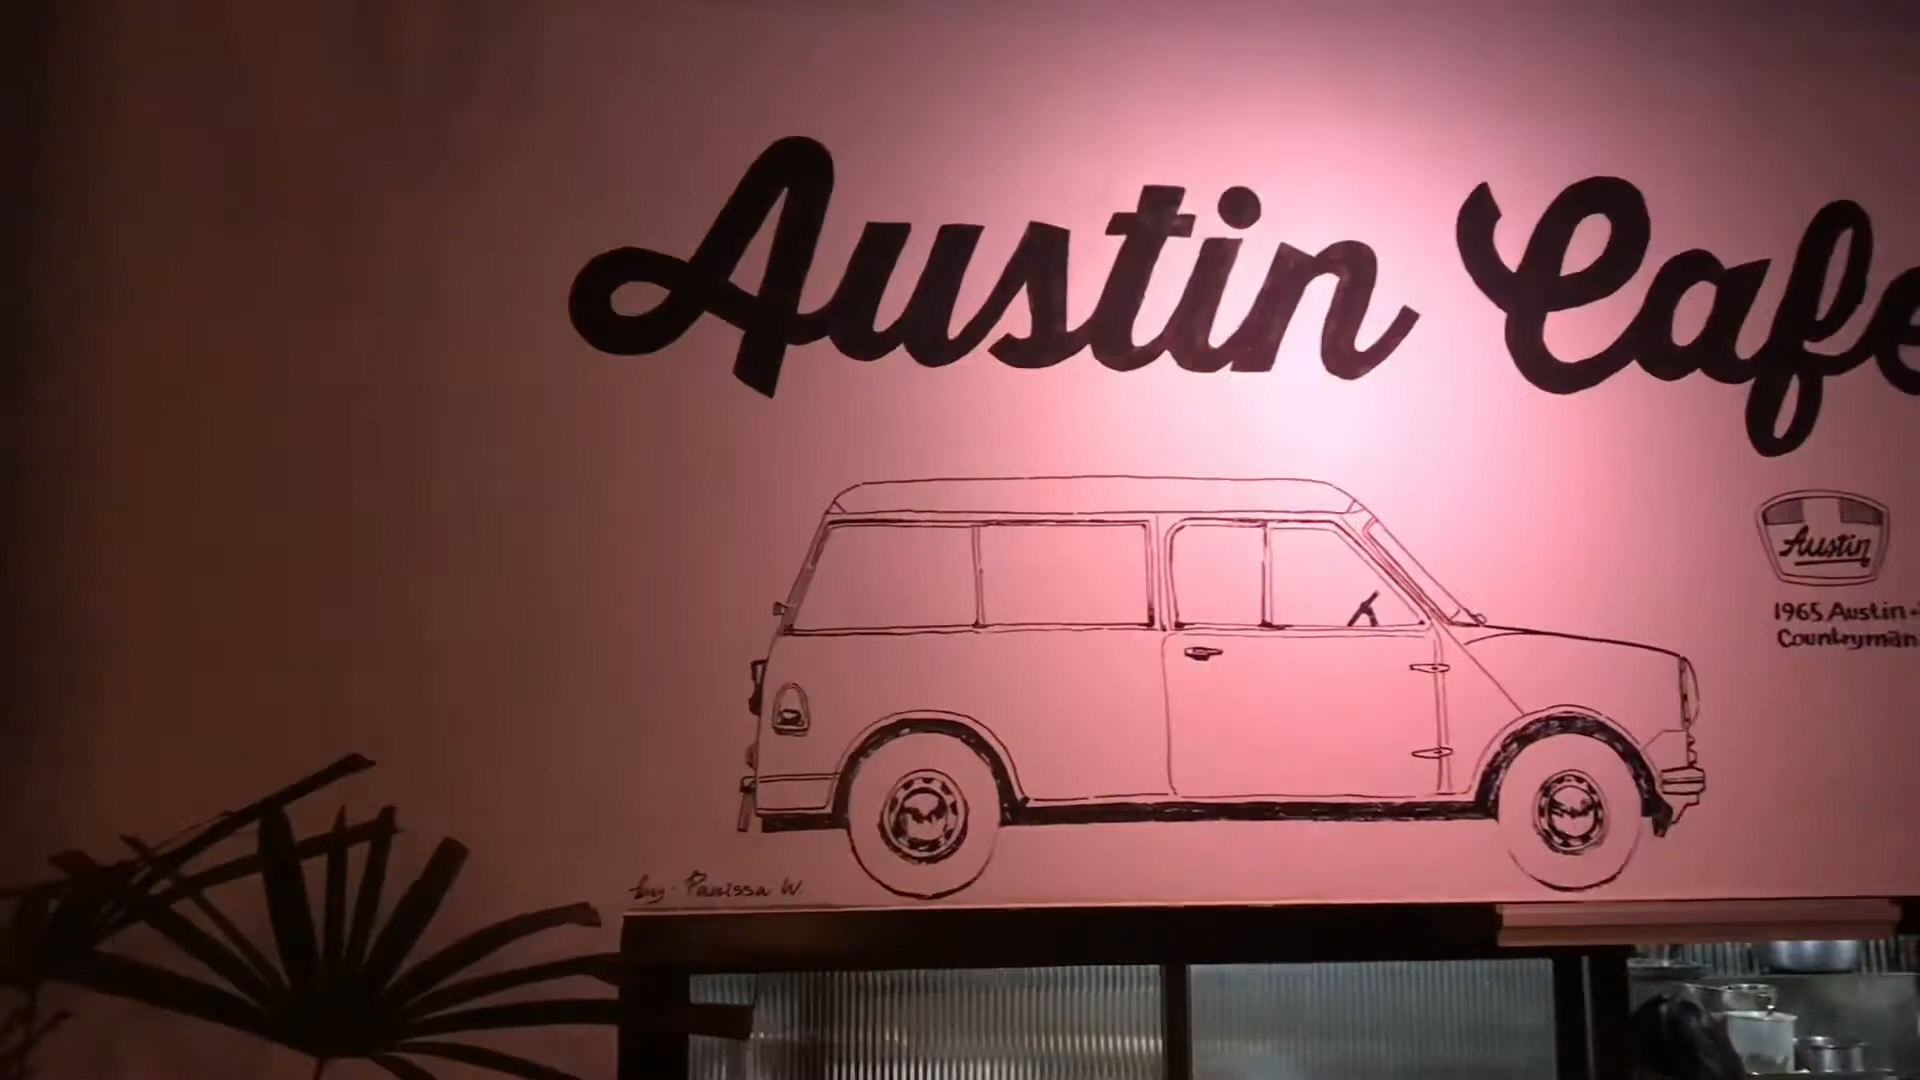 Austin Cafe
Austin
1965 Austin-
Countryman
by. Panissa W.